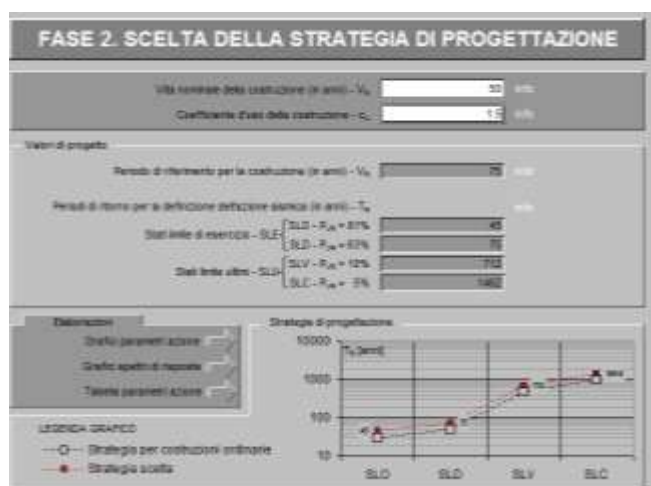 FASE 2. SCELTA DELLA STRATEGIA DI PROGETTAZIONE
Vita nominale della costruzione (in anni) - VN 50 info
Coefficiente d'uso della costruzione - cU 1.5 info
Valori di progetto
Periodo di riferimento per la costruzione (in anni) - VR 75 info
Periodi di ritorno per la definizione dell'azione sismica (in anni) - TR info
Stati limite di esercizio - SLE
SLO - PVR = 81% 45
SLD - PVR = 63% 75
Stati limite ultimi - SLU
SLV - PVR = 10% 712
SLC - PVR = 5% 1462
Elaborazioni
Grafici parametri azione
Grafici spettri di risposta
Tabella parametri azione
LEGENDA GRAFICO
Strategia per costruzioni ordinarie
Strategia scelta
Strategia di progettazione
TR [anni]
10000
1000
100
10
SLO SLD SLV SLC